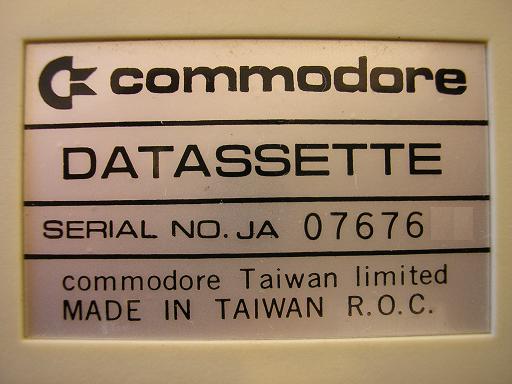 commodore
DATASSETTE
SERIAL NO. JA 07676
commodore Taiwan limited
MADE IN TAIWAN R.O.C.